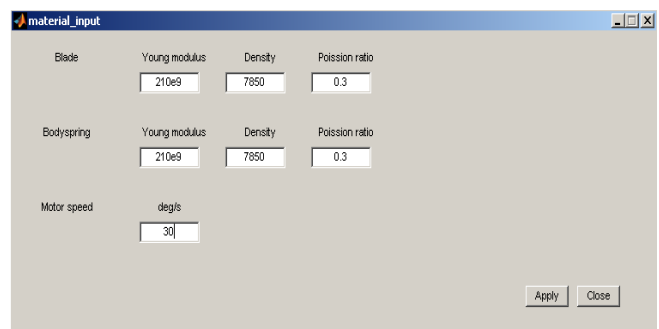 material_input
Blade Young modulus Density Poission ratio
210e9 7850 0.3
Bodyspring Young modulus Density Poission ratio
210e9 7850 0.3
Motor speed deg/s
30
Apply Close